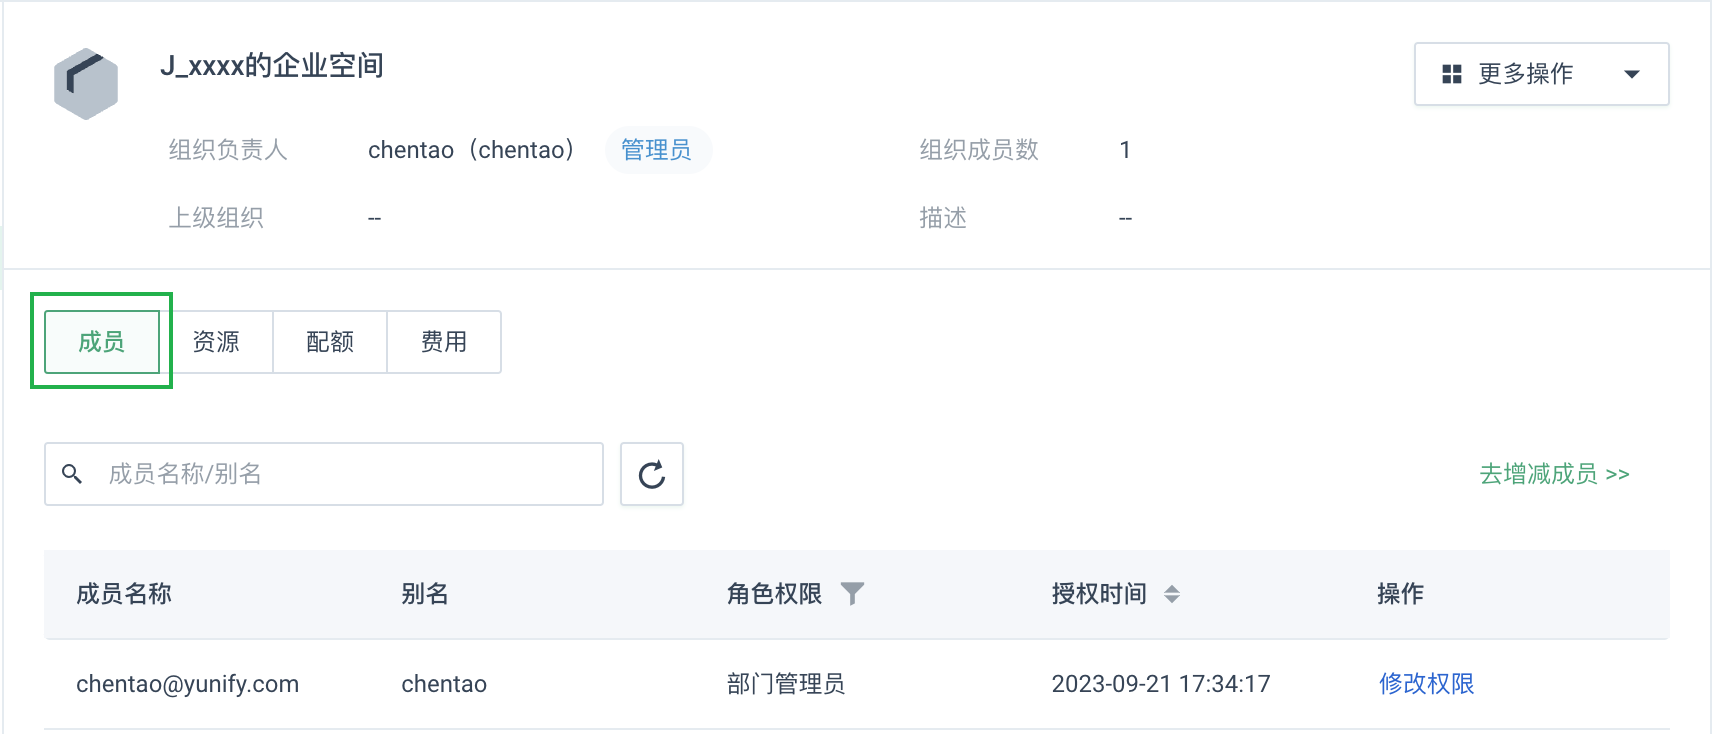 J_xxxx的企业空间
更多操作
组织负责人 chentao（chentao） 管理员 组织成员数 1
上级组织 -- 描述 --
成员 资源 配额 费用
成员名称/别名 去增减成员 >>
成员名称 别名 角色权限 授权时间 操作
chentao@yunify.com chentao 部门管理员 2023-09-21 17:34:17 修改权限